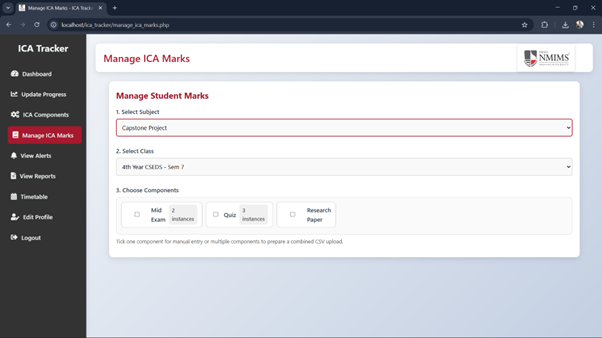 Manage ICA Marks - ICA Track
localhost/ica_tracker/manage_ica_marks.php
ICA Tracker
Dashboard
Update Progress
ICA Components
Manage ICA Marks
View Alerts
View Reports
Timetable
Edit Profile
Logout
Manage ICA Marks
NMIMS
Manage Student Marks
1. Select Subject
Capstone Project
2. Select Class
4th Year CSEDS - Sem 7
3. Choose Components
Mid Exam
2 instances
Quiz
3 instances
Research Paper
Tick one component for manual entry or multiple components to prepare a combined CSV upload.